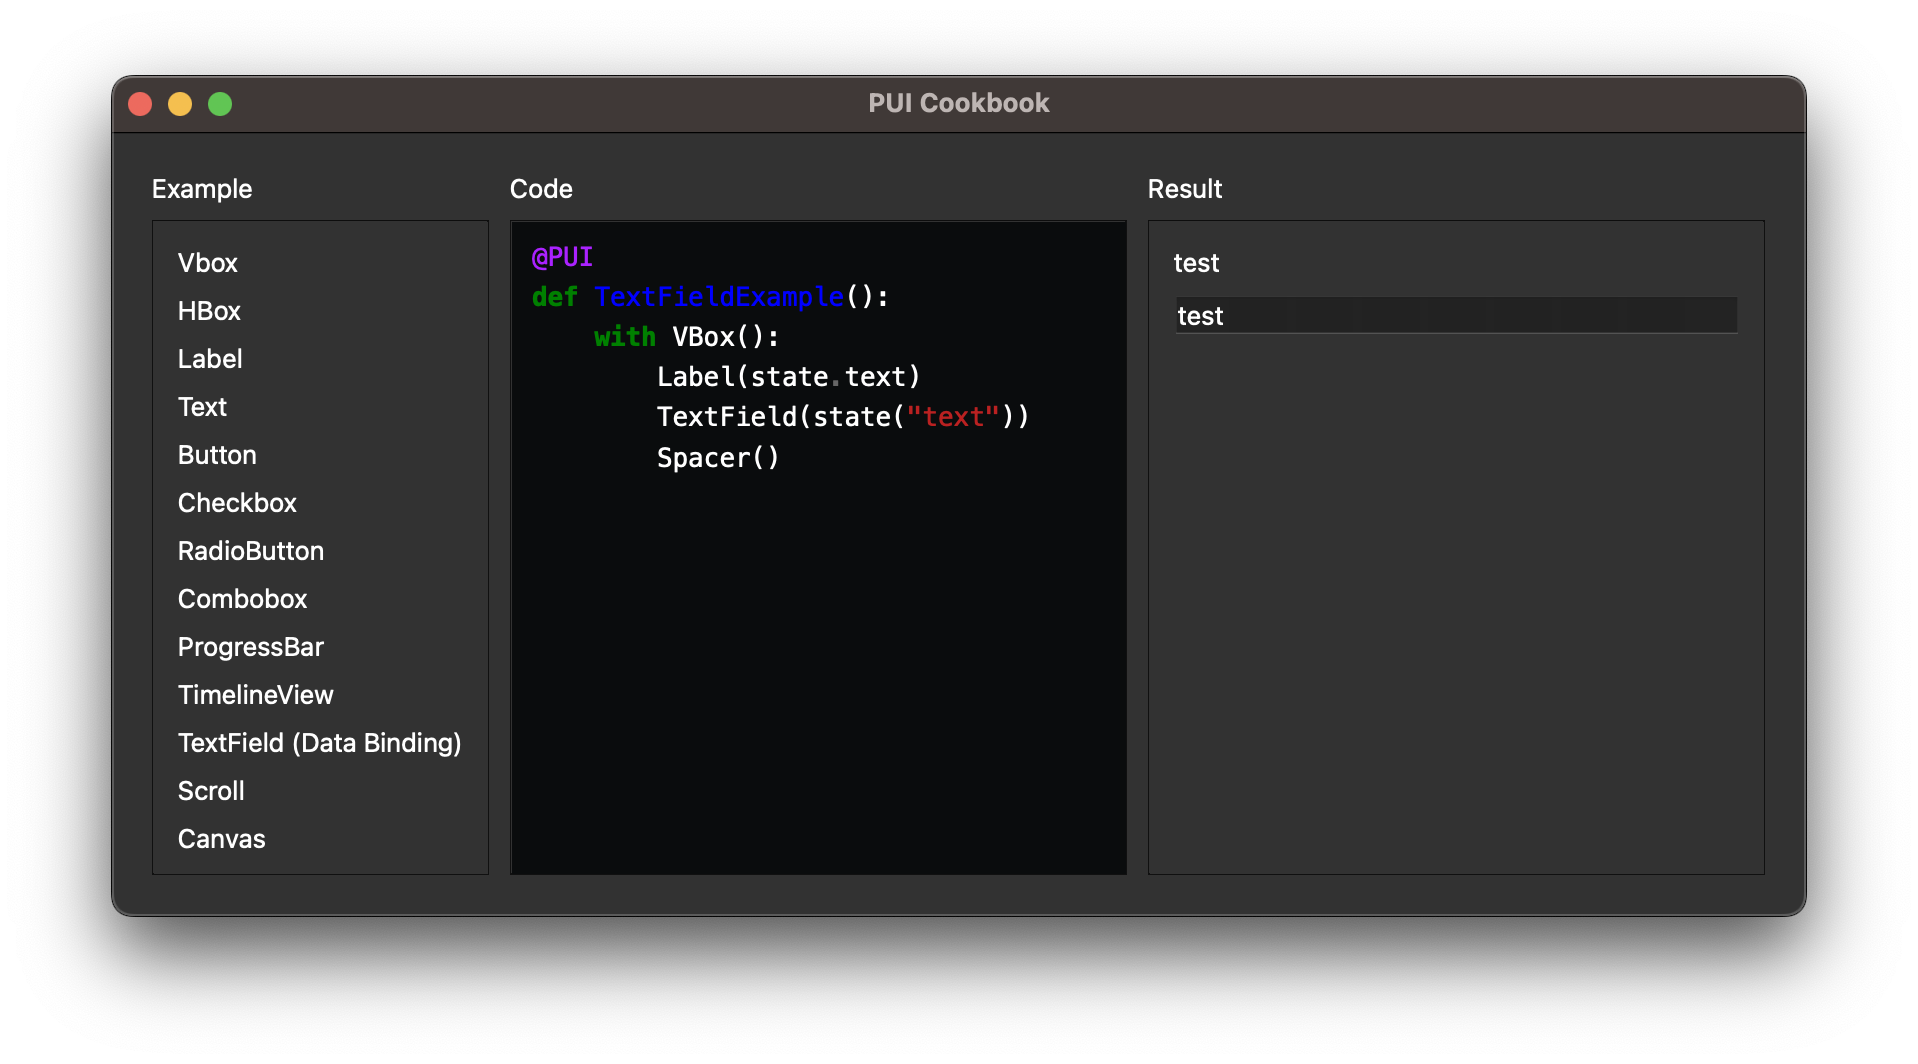 PUI Cookbook
Example
Vbox
HBox
Label
Text
Button
Checkbox
RadioButton
Combobox
ProgressBar
TimelineView
TextField (Data Binding)
Scroll
Canvas
Code
@PUI
def TextFieldExample():
    with VBox():
        Label(state.text)
        TextField(state("text"))
        Spacer()
Result
test
test